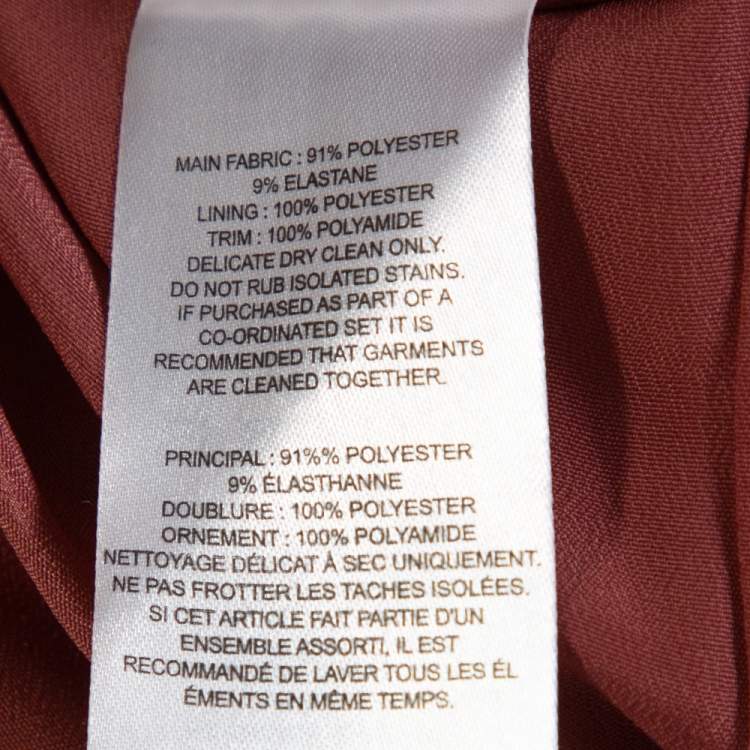 MAIN FABRIC : 91% POLYESTER
9% ELASTANE
LINING : 100% POLYESTER
TRIM : 100% POLYAMIDE
DELICATE DRY CLEAN ONLY.
DO NOT RUB ISOLATED STAINS.
IF PURCHASED AS PART OF A
CO-ORDINATED SET IT IS
RECOMMENDED THAT GARMENTS
ARE CLEANED TOGETHER.
PRINCIPAL : 91%% POLYESTER
9% ÉLASTHANNE
DOUBLURE : 100% POLYESTER
ORNEMENT : 100% POLYAMIDE
NETTOYAGE DÉLICAT À SEC UNIQUEMENT.
NE PAS FROTTER LES TACHES ISOLÉES.
SI CET ARTICLE FAIT PARTIE D'UN
ENSEMBLE ASSORTI, IL EST
RECOMMANDÉ DE LAVER TOUS LES ÉL
ÉMENTS EN MÊME TEMPS.